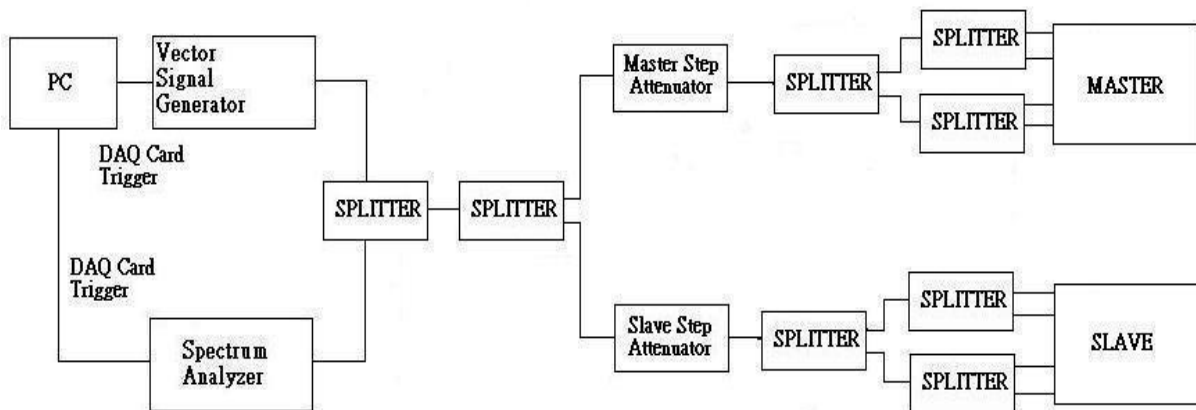 PC
Vector
Signal
Generator
DAQ Card
Trigger
DAQ Card
Trigger
Spectrum
Analyzer
SPLITTER
SPLITTER
Master Step
Attenuator
SPLITTER
SPLITTER
SPLITTER
MASTER
Slave Step
Attenuator
SPLITTER
SPLITTER
SPLITTER
SLAVE